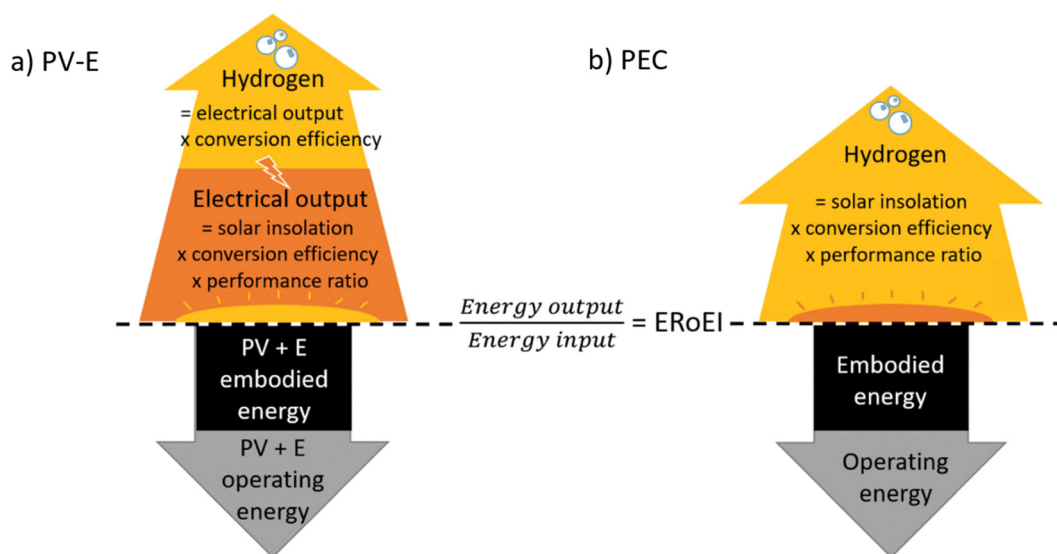 a) PV-E
Hydrogen
= electrical output
x conversion efficiency
Electrical output
= solar insolation
x conversion efficiency
x performance ratio
PV + E
embodied
energy
PV + E
operating
energy
Energy output
Energy input
= ERoEI
b) PEC
Hydrogen
= solar insolation
x conversion efficiency
x performance ratio
Embodied
energy
Operating
energy